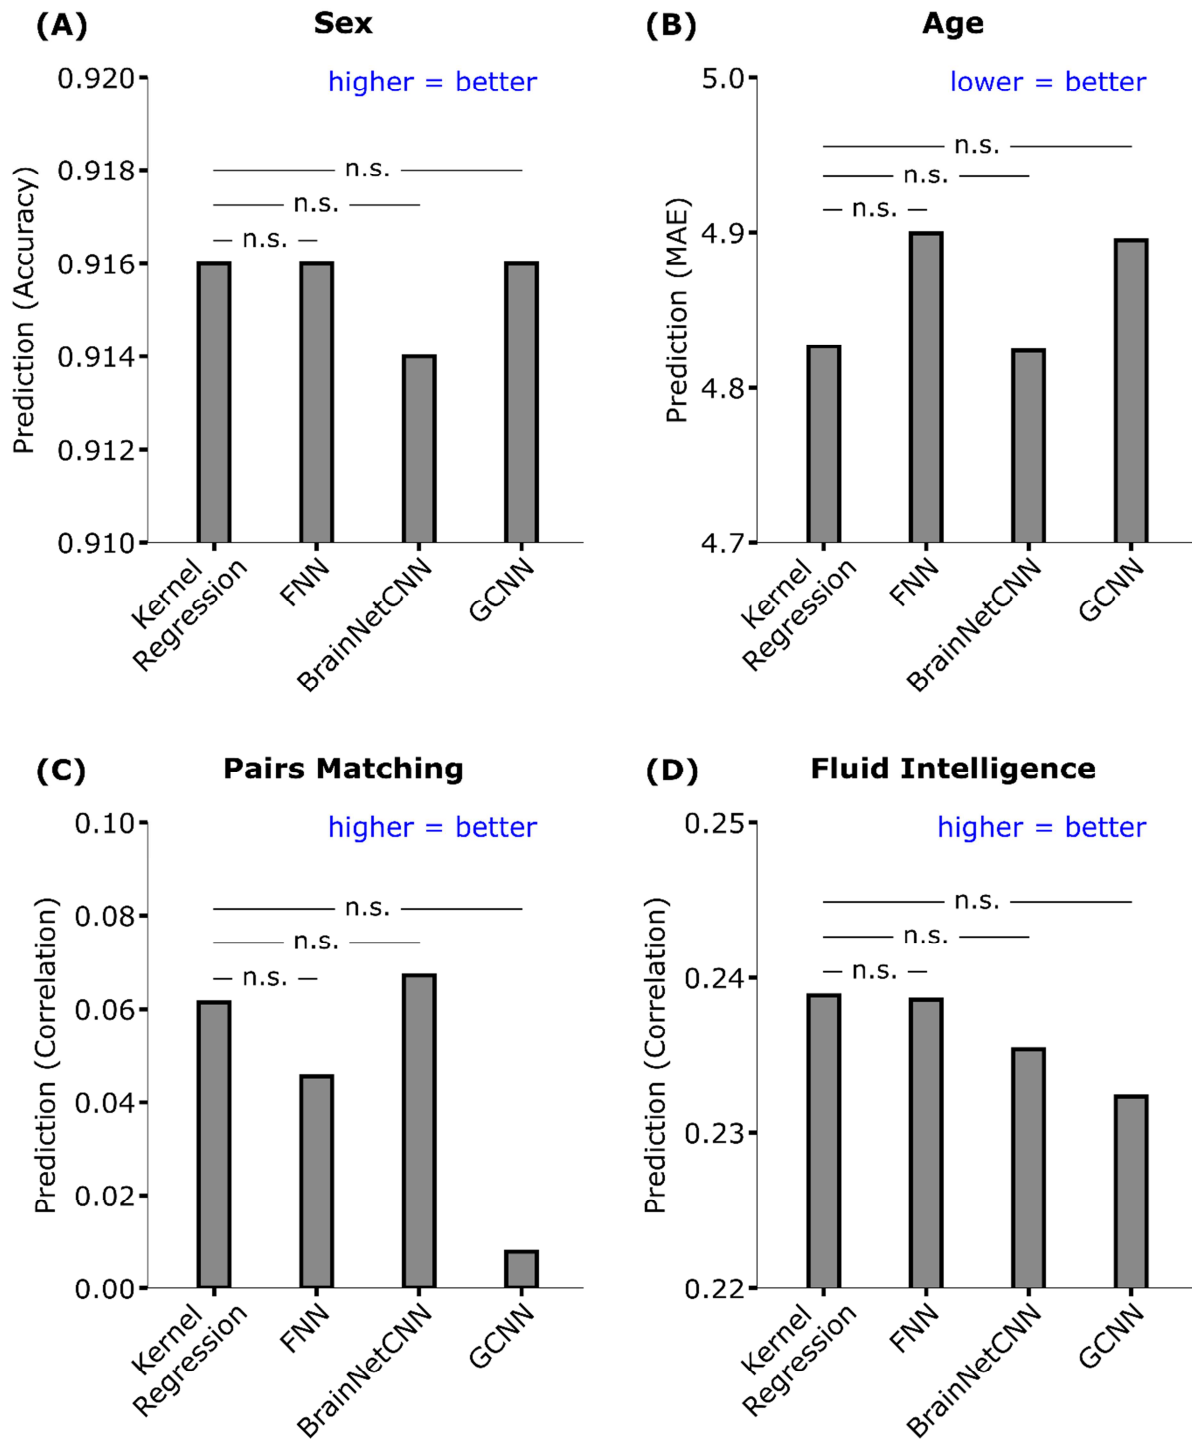 (A) Sex
higher = better
Prediction (Accuracy)
0.920
0.918
0.916
0.914
0.912
0.910
n.s.
n.s.
n.s.
Kernel
Regression
FNN
BrainNetCNN
GCNN
(B) Age
lower = better
Prediction (MAE)
5.0
4.9
4.8
4.7
n.s.
n.s.
n.s.
Kernel
Regression
FNN
BrainNetCNN
GCNN
(C) Pairs Matching
higher = better
Prediction (Correlation)
0.10
0.08
0.06
0.04
0.02
0.00
n.s.
n.s.
n.s.
Kernel
Regression
FNN
BrainNetCNN
GCNN
(D) Fluid Intelligence
higher = better
Prediction (Correlation)
0.25
0.24
0.23
0.22
n.s.
n.s.
n.s.
Kernel
Regression
FNN
BrainNetCNN
GCNN